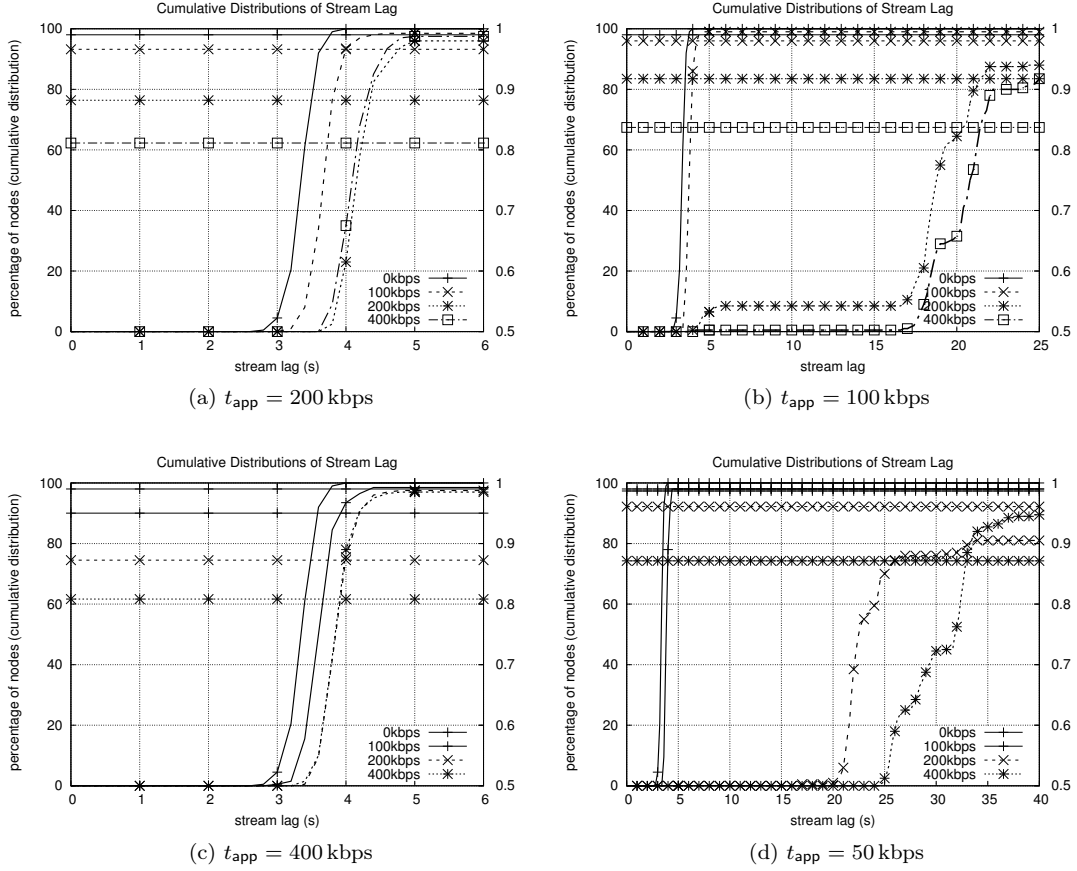 Cumulative Distributions of Stream Lag
percentage of nodes (cumulative distribution)
100
80
60
40
20
0
1
0.9
0.8
0.7
0.6
0.5
0kbps
100kbps
200kbps
400kbps
0 1 2 3 4 5 6
stream lag (s)
(a) t_app = 200 kbps
Cumulative Distributions of Stream Lag
percentage of nodes (cumulative distribution)
100
80
60
40
20
0
1
0.9
0.8
0.7
0.6
0.5
0kbps
100kbps
200kbps
400kbps
0 5 10 15 20 25
stream lag
(b) t_app = 100 kbps
Cumulative Distributions of Stream Lag
percentage of nodes (cumulative distribution)
100
80
60
40
20
0
1
0.9
0.8
0.7
0.6
0.5
0kbps
100kbps
200kbps
400kbps
0 1 2 3 4 5 6
stream lag (s)
(c) t_app = 400 kbps
Cumulative Distributions of Stream Lag
percentage of nodes (cumulative distribution)
100
80
60
40
20
0
1
0.9
0.8
0.7
0.6
0.5
0kbps
100kbps
200kbps
400kbps
0 5 10 15 20 24 30 35 40
stream lag (s)
(d) t_app = 50 kbps